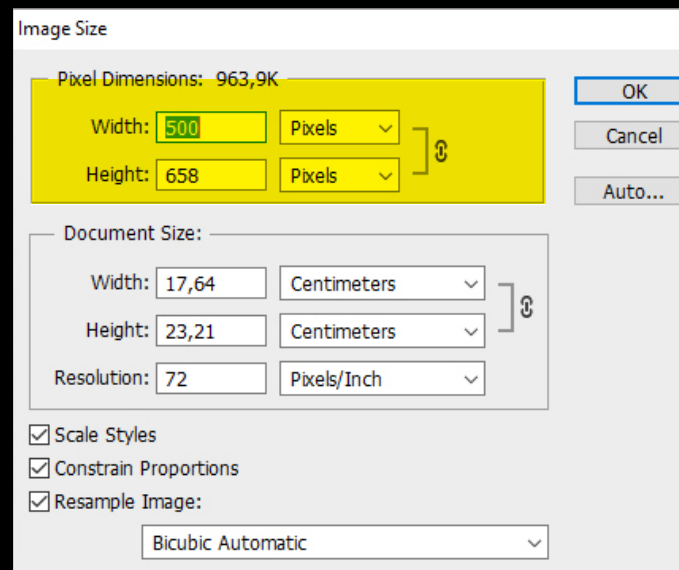 Image Size
Pixel Dimensions: 963,9K
OK
Width: 500 Pixels
Cancel
Height: 658 Pixels
Auto...
Document Size:
Width: 17,64 Centimeters
Height: 23,21 Centimeters
Resolution: 72 Pixels/Inch
Scale Styles
Constrain Proportions
Resample Image:
Bicubic Automatic